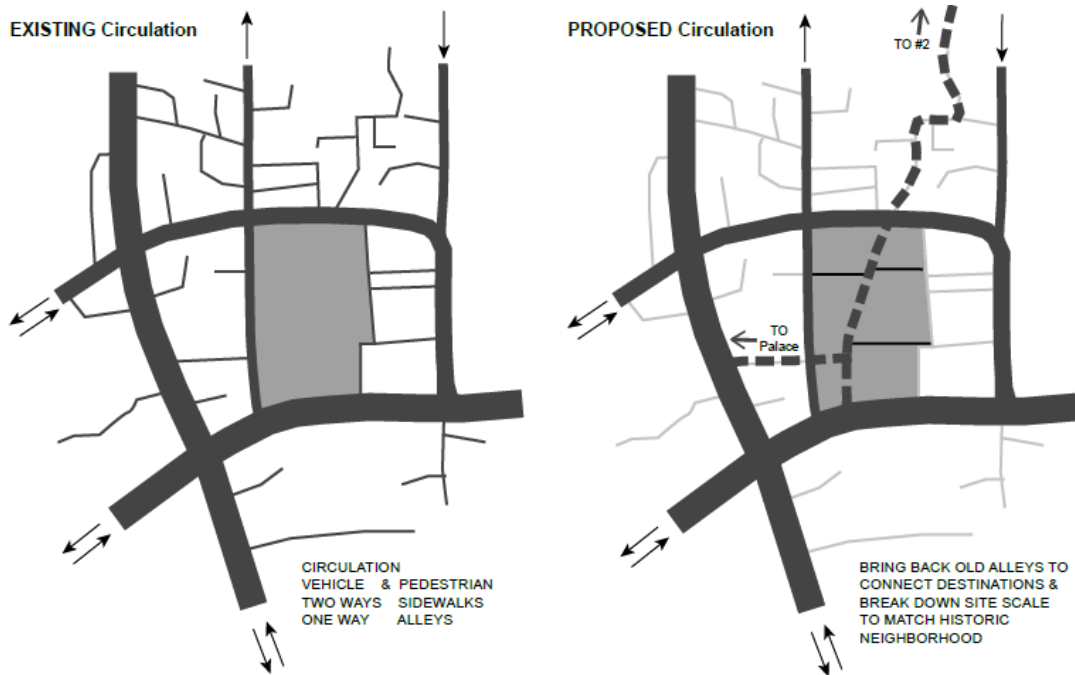 EXISTING Circulation
CIRCULATION
VEHICLE & PEDESTRIAN
TWO WAYS SIDEWALKS
ONE WAY ALLEYS
PROPOSED Circulation
TO #2
TO
Palace
BRING BACK OLD ALLEYS TO
CONNECT DESTINATIONS &
BREAK DOWN SITE SCALE
TO MATCH HISTORIC
NEIGHBORHOOD